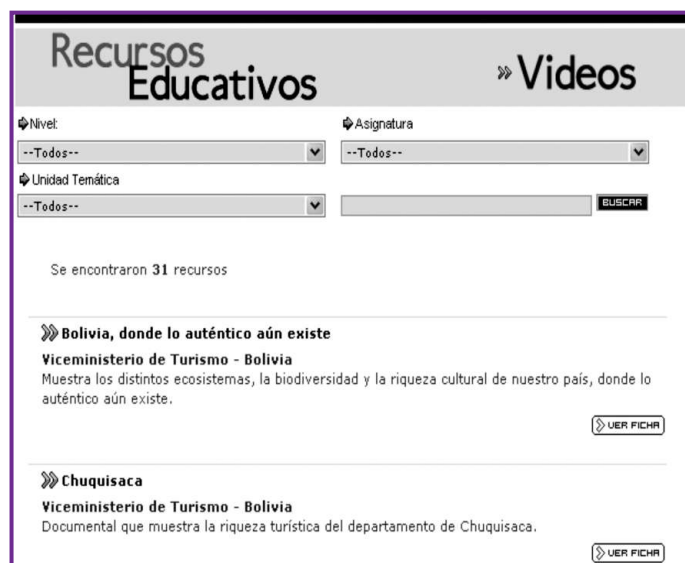 Recursos
Educativos
» Videos
Nivel:
Asignatura
--Todos--
--Todos--
Unidad Temática
--Todos--
BUSCAR
Se encontraron 31 recursos
Bolivia, donde lo auténtico aún existe
Viceministerio de Turismo - Bolivia
Muestra los distintos ecosistemas, la biodiversidad y la riqueza cultural de nuestro país, donde lo
auténtico aún existe.
VER FICHA
Chuquisaca
Viceministerio de Turismo - Bolivia
Documental que muestra la riqueza turística del departamento de Chuquisaca.
VER FICHA